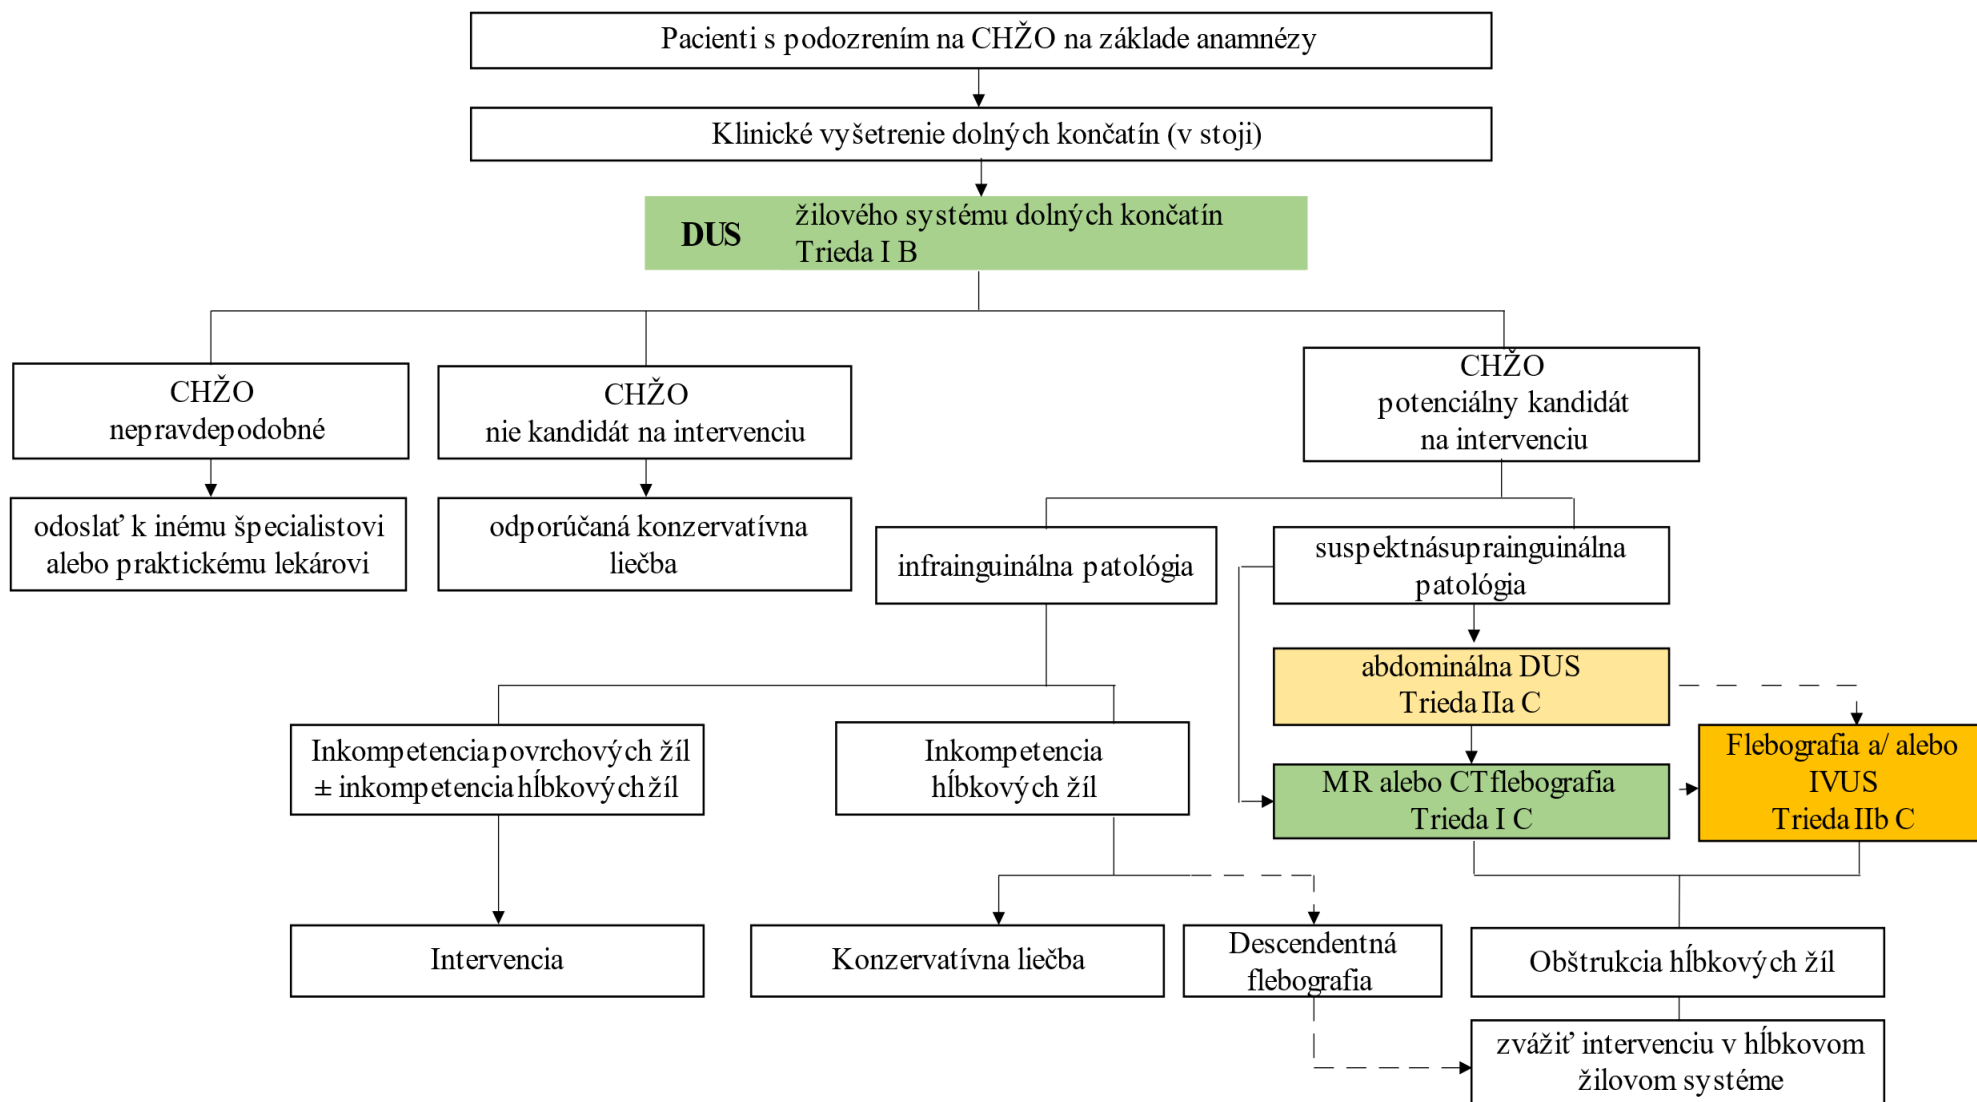 Pacienti s podozrením na CHŽO na základe anamnézy
Klinické vyšetrenie dolných končatín (v stoji)
DUS
žilového systému dolných končatín
Trieda I B
CHŽO
nepravdepodobné
CHŽO
nie kandidát na intervenciu
CHŽO
potenciálny kandidát
na intervenciu
odoslať k inému špecialistovi
alebo praktickému lekárovi
odporúčaná konzervatívna
liečba
infrainguinálna patológia
suspektnásuprainguinálna
patológia
abdominálna DUS
Trieda IIa C
Inkompetencia povrchových žíl
± inkompetencia hĺbkových žíl
Inkompetencia
hĺbkových žíl
MR alebo CT flebografia
Trieda I C
Flebografia a/ alebo
IVUS
Trieda IIb C
Intervencia
Konzervatívna liečba
Descendentná
flebografia
Obštrukcia hĺbkových žíl
zvážiť intervenciu v hĺbkovom
žilovom systéme